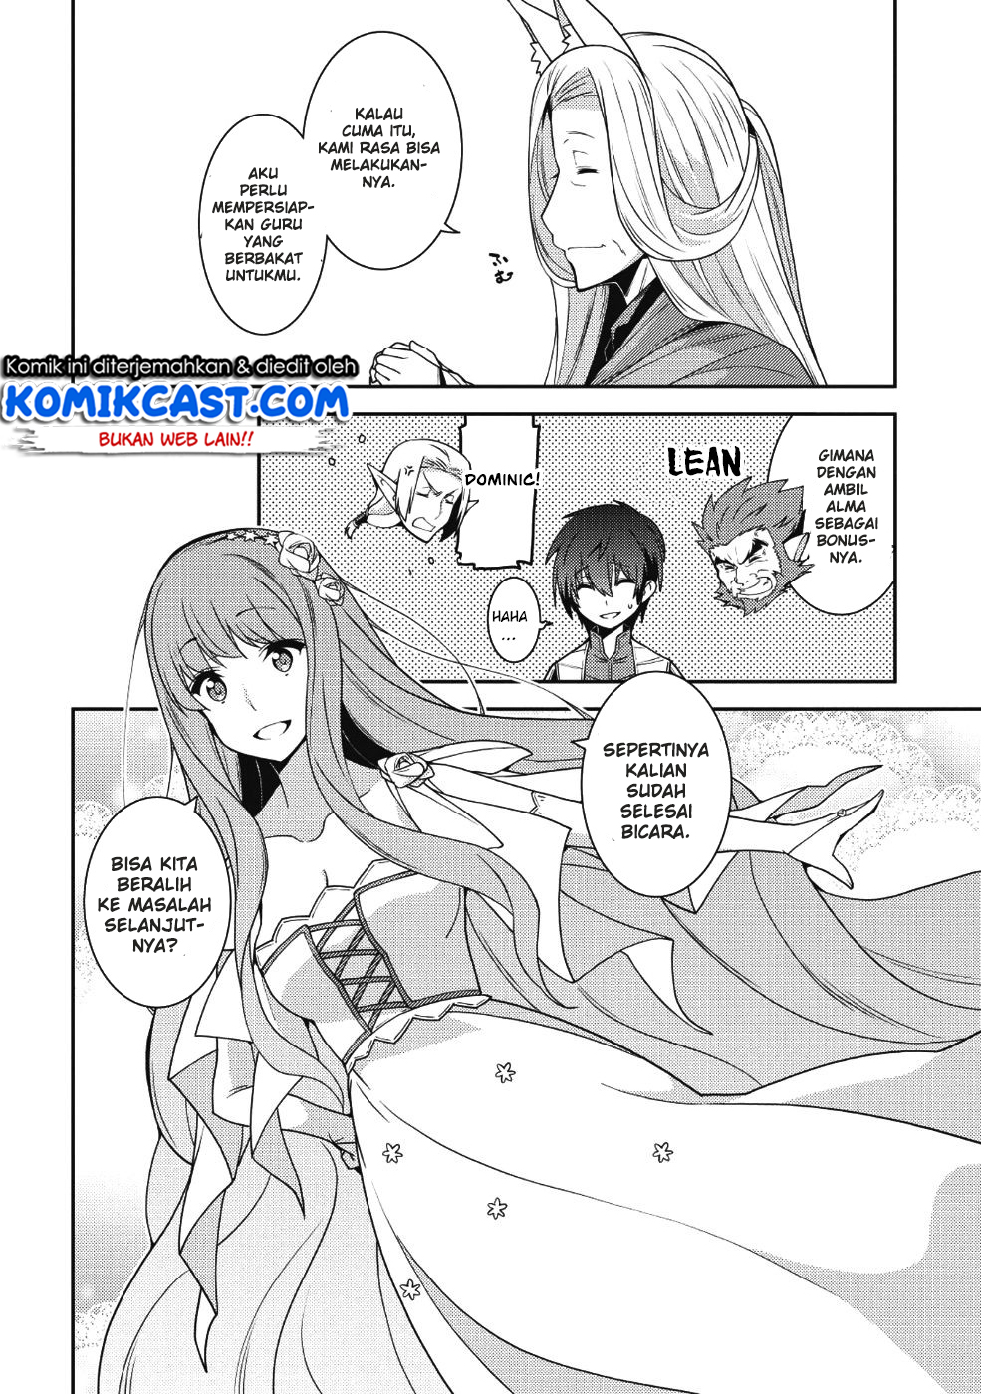 KALAU
CUMA ITU,
KAMI RASA BISA
MELAKUKAN-
NYA.
AKU
PERLU
MEMPERSIAP-
KAN GURU
YANG
BERBAKAT
UNTUKMU.
ふむ
Komik ini diterjemahkan & diedit oleh
KOMIKCAST.COM
BUKAN WEB LAIN!!
GIMANA
DENGAN
AMBIL
ALMA
SEBAGAI
BONUS-
NYA.
LEAN
DOMINIC!
HAHA
...
SEPERTINYA
KALIAN
SUDAH
SELESAI
BICARA.
BISA KITA
BERALIH
KE MASALAH
SELANJUT-
NYA?